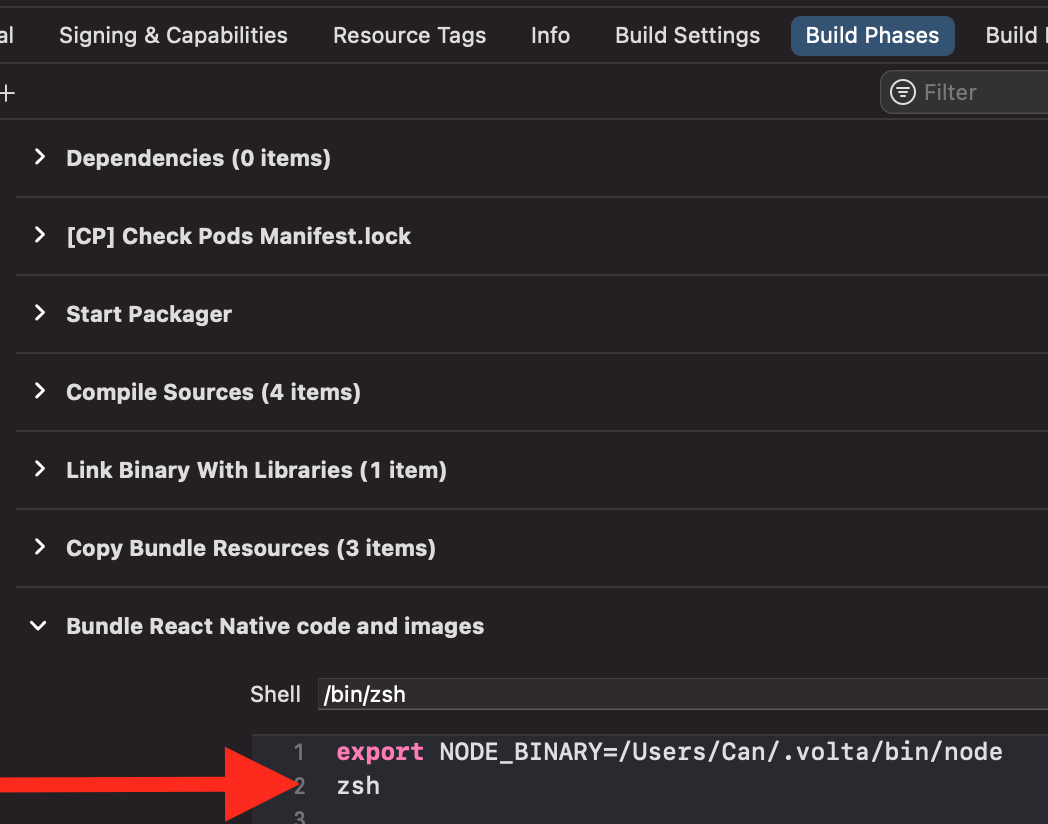 al Signing & Capabilities Resource Tags Info Build Settings Build Phases Build
+ Filter
Dependencies (0 items)
[CP] Check Pods Manifest.lock
Start Packager
Compile Sources (4 items)
Link Binary With Libraries (1 item)
Copy Bundle Resources (3 items)
Bundle React Native code and images
Shell /bin/zsh
1 export NODE_BINARY=/Users/Can/.volta/bin/node
2 zsh
3